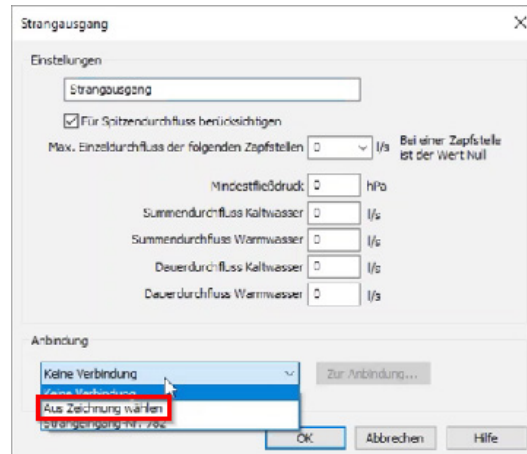 Strangausgang
Einstellungen
Strangausgang
Für Spitzendurchfluss berücksichtigen
Max. Einzeldurchfluss der folgenden Zapfstellen 0 l/s Bei einer Zapfstelle
ist der Wert Null
Mindestfließdruck 0 hPa
Summendurchfluss Kaltwasser 0 l/s
Summendurchfluss Warmwasser 0 l/s
Dauerdurchfluss Kaltwasser 0 l/s
Dauerdurchfluss Warmwasser 0 l/s
Anbindung
Keine Verbindung Zur Anbindung...
Keine Verbindung
Aus Zeichnung wählen
Strangeingang-Nr. 782
OK Abbrechen Hilfe